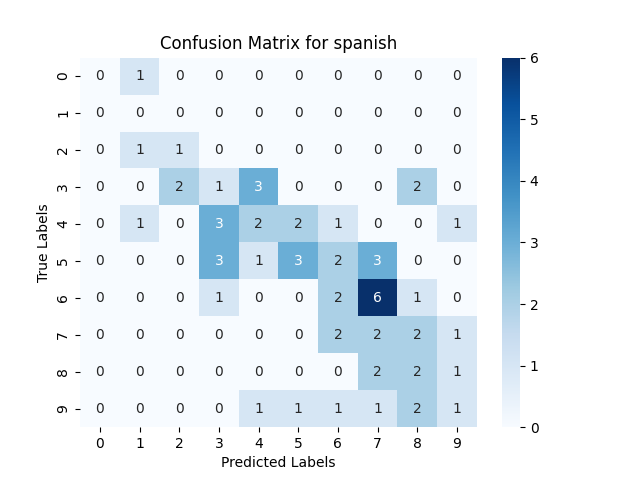 Confusion Matrix for spanish
0 0 1 0 0 0 0 0 0 0 0
1 0 0 0 0 0 0 0 0 0 0
2 0 1 1 0 0 0 0 0 0 0
3 0 0 2 1 3 0 0 0 2 0
4 0 1 0 3 2 2 1 0 0 1
5 0 0 0 3 1 3 2 3 0 0
6 0 0 0 1 0 0 2 6 1 0
7 0 0 0 0 0 0 2 2 2 1
8 0 0 0 0 0 0 0 2 2 1
9 0 0 0 0 1 1 1 1 2 1
0 1 2 3 4 5 6 7 8 9
Predicted Labels
True Labels
6
5
4
3
2
1
0